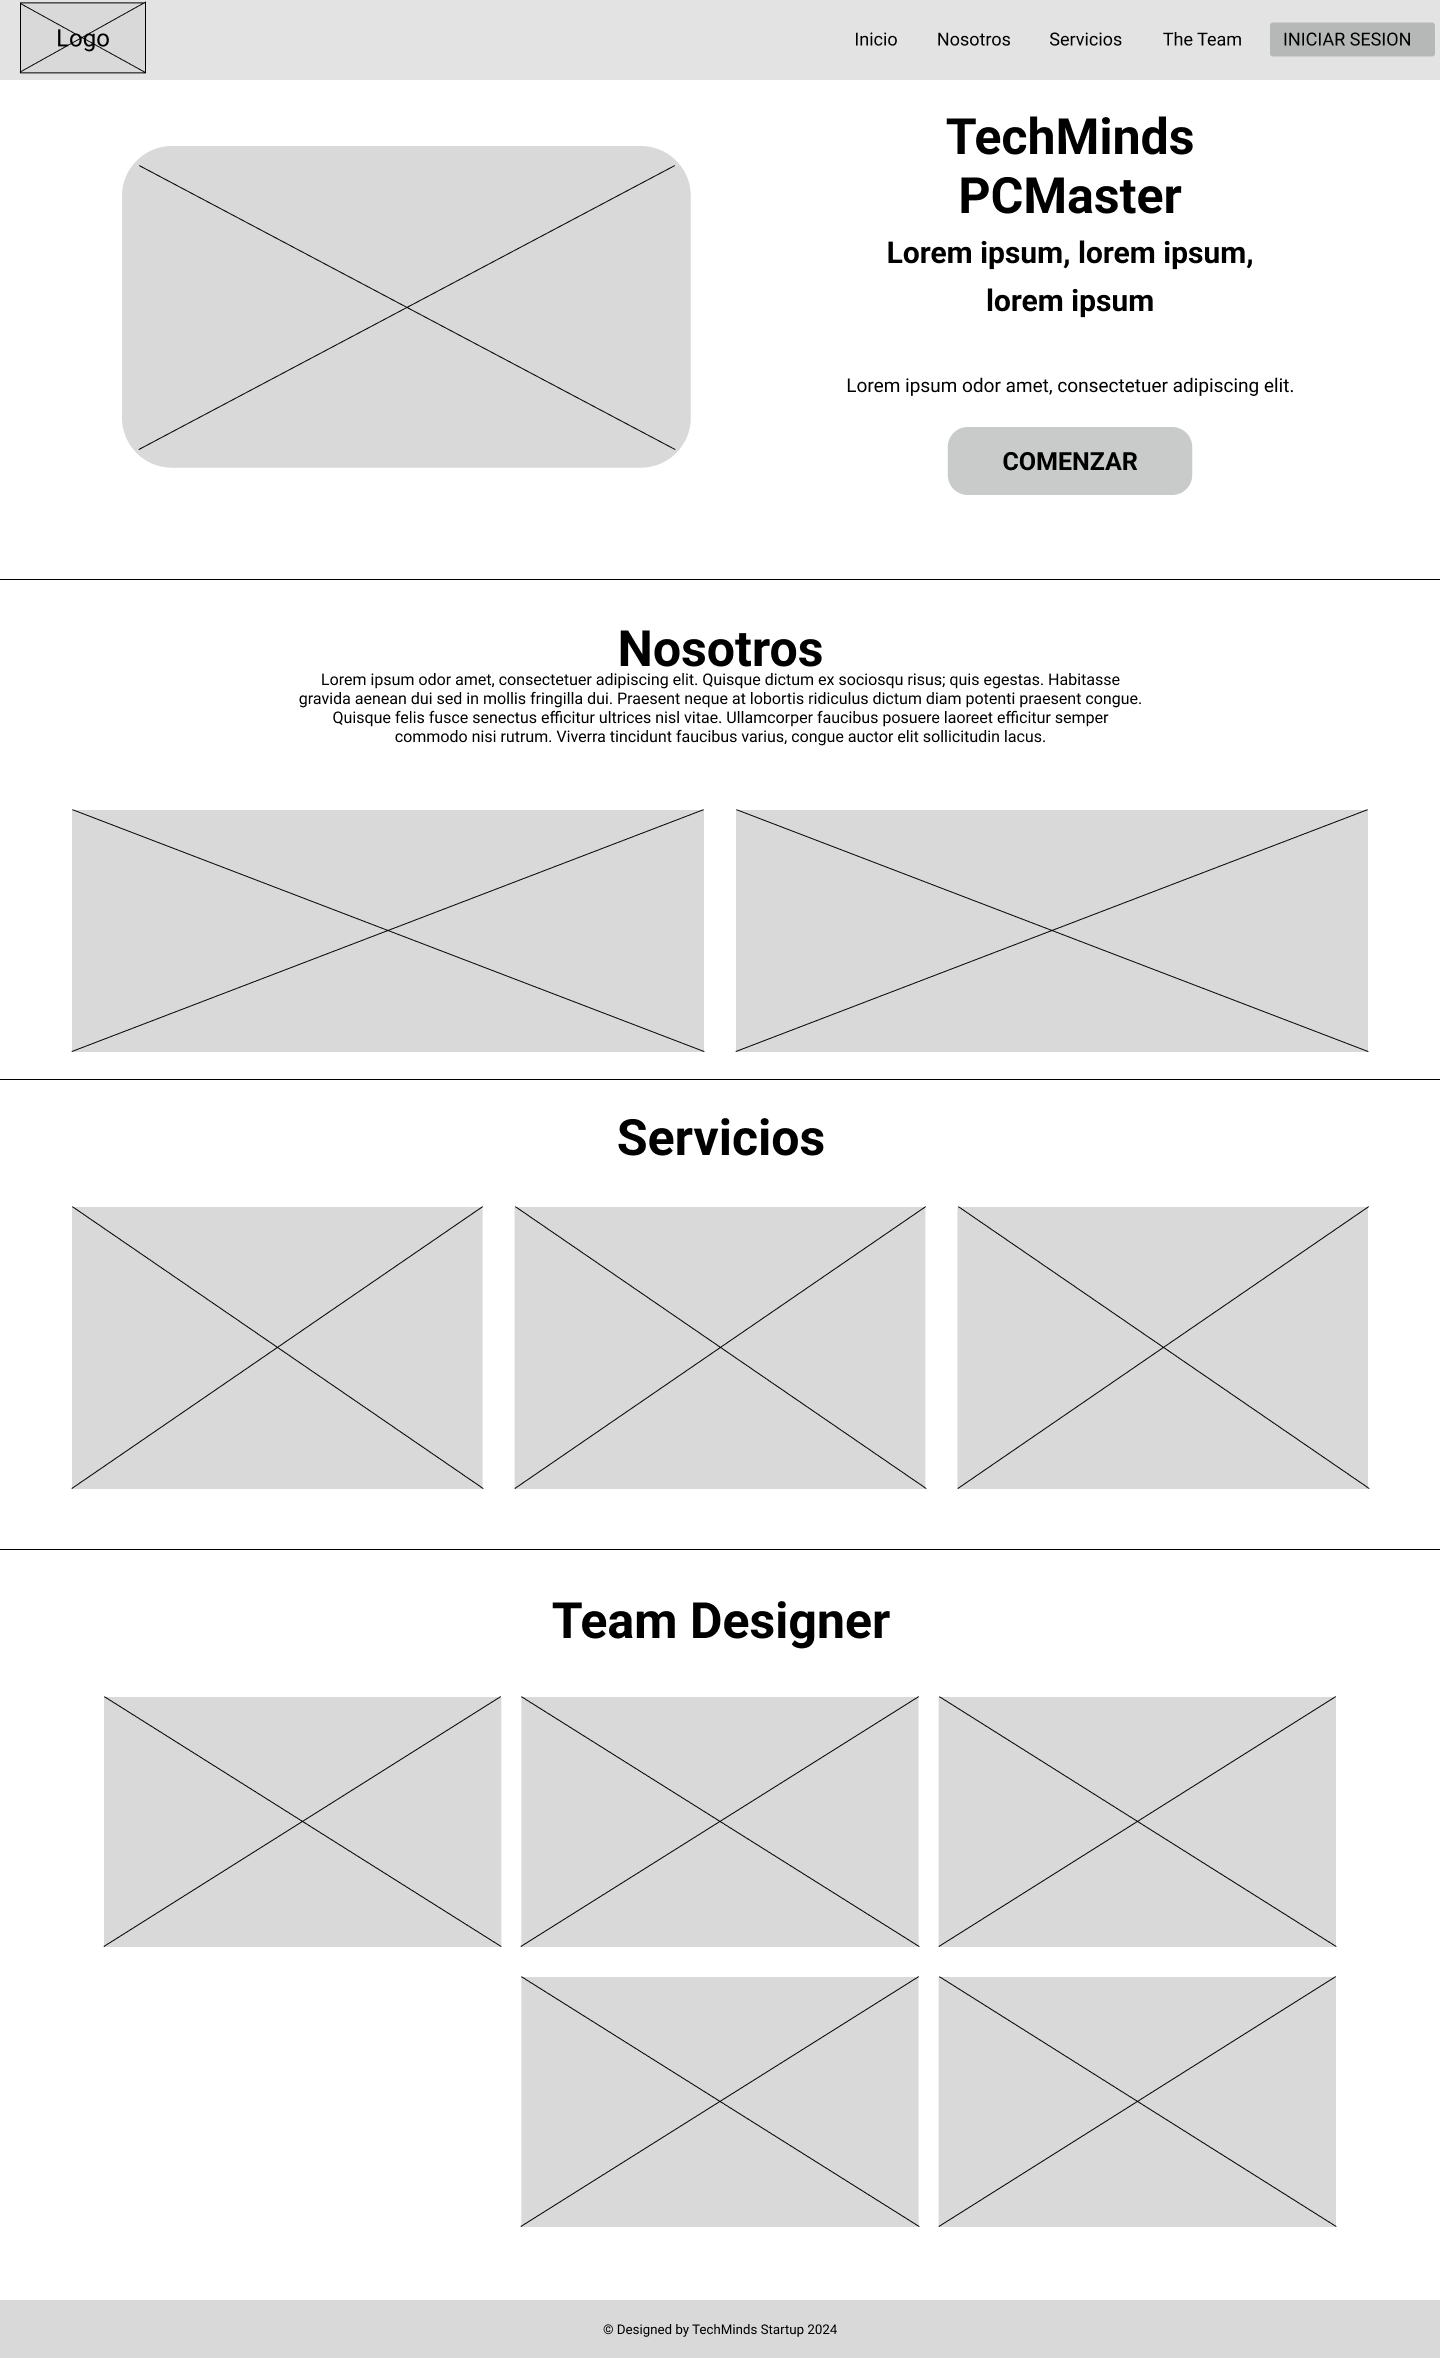 Logo
Inicio
Nosotros
Servicios
The Team
INICIAR SESION
TechMinds
PCMaster
Lorem ipsum, lorem ipsum,
lorem ipsum
Lorem ipsum odor amet, consectetuer adipiscing elit.
COMENZAR
Nosotros
Lorem ipsum odor amet, consectetuer adipiscing elit. Quisque dictum ex sociosqu risus; quis egestas. Habitasse
gravida aenean dui sed in mollis fringilla dui. Praesent neque at lobortis ridiculus dictum diam potenti praesent congue.
Quisque felis fusce senectus efficitur ultrices nisl vitae. Ullamcorper faucibus posuere laoreet efficitur semper
commodo nisi rutrum. Viverra tincidunt faucibus varius, congue auctor elit sollicitudin lacus.
Servicios
Team Designer
© Designed by TechMinds Startup 2024